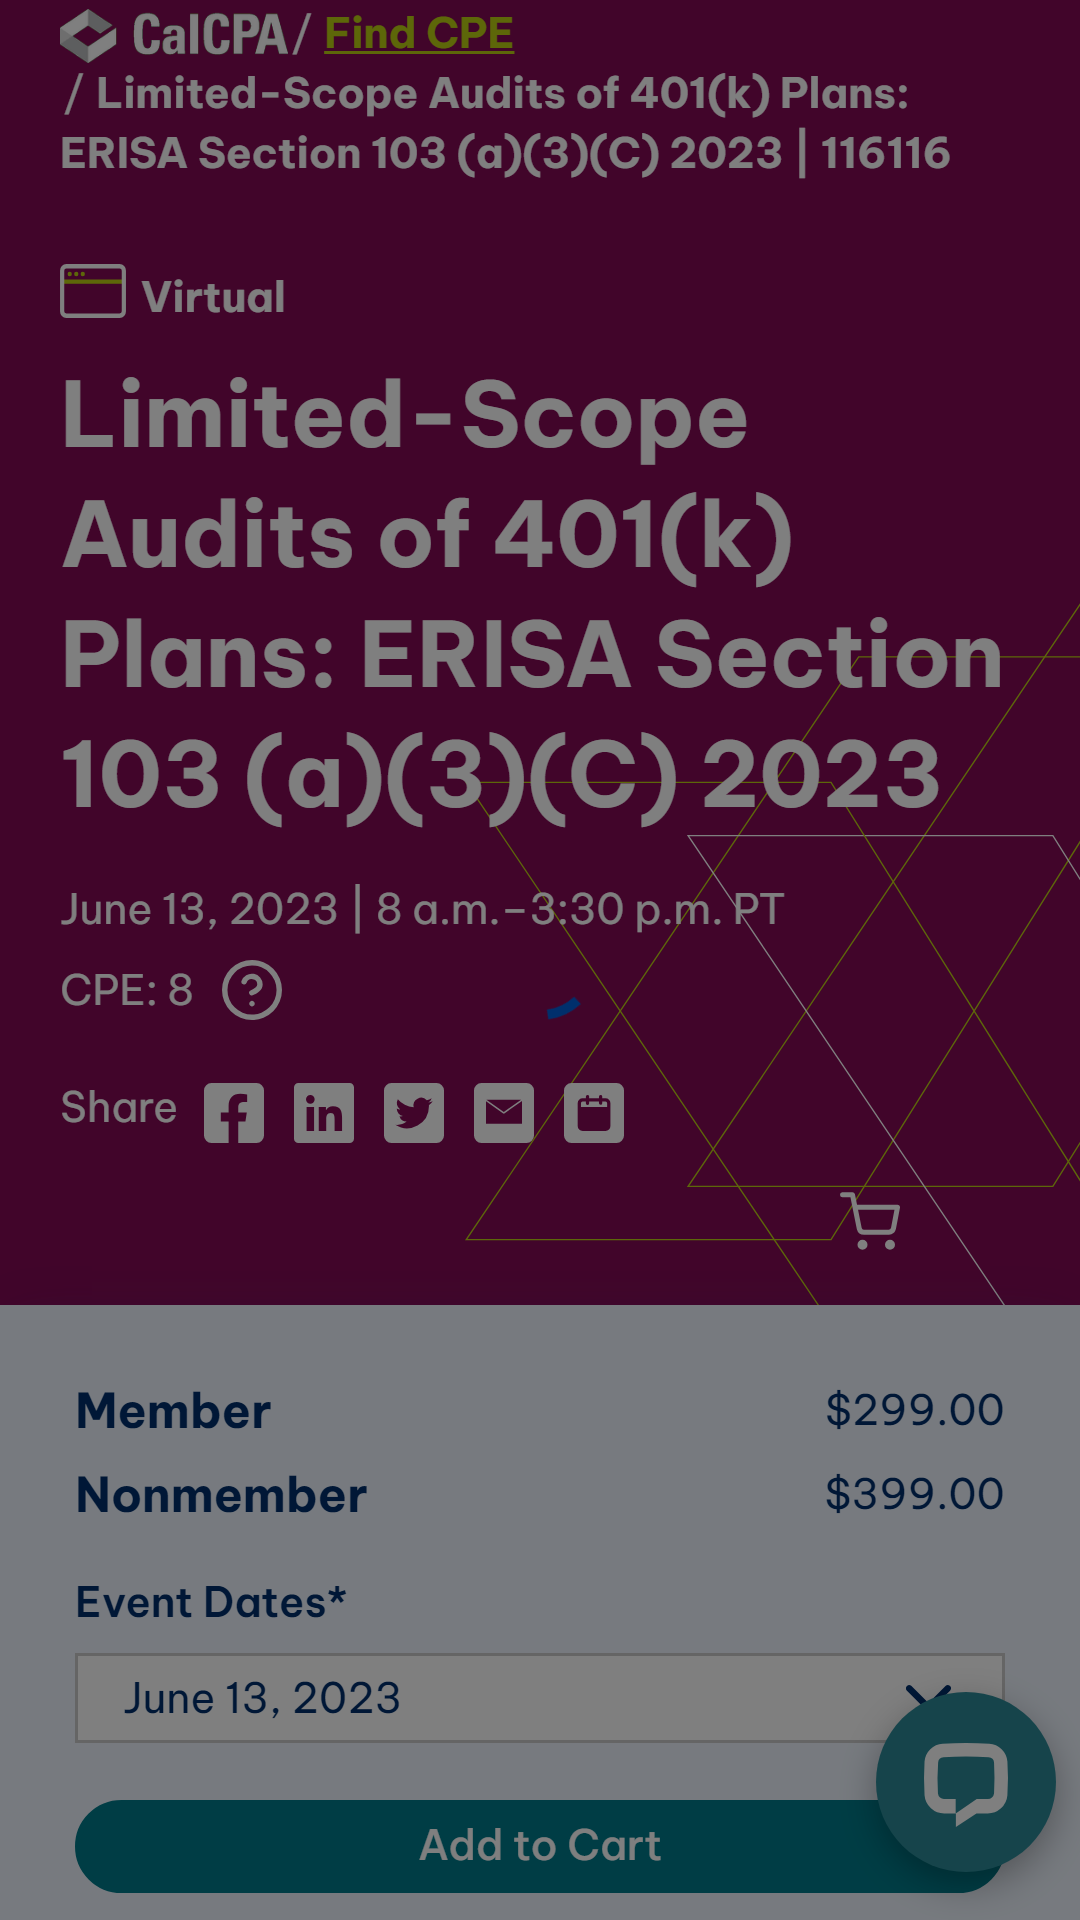 CalCPA / Find CPE
/ Limited-Scope Audits of 401(k) Plans:
ERISA Section 103 (a)(3)(C) 2023 | 116116
Virtual
Limited-Scope
Audits of 401(k)
Plans: ERISA Section
103 (a)(3)(C) 2023
June 13, 2023 | 8 a.m.–3:30 p.m. PT
CPE: 8 ?
Share
Member $299.00
Nonmember $399.00
Event Dates*
June 13, 2023
Add to Cart